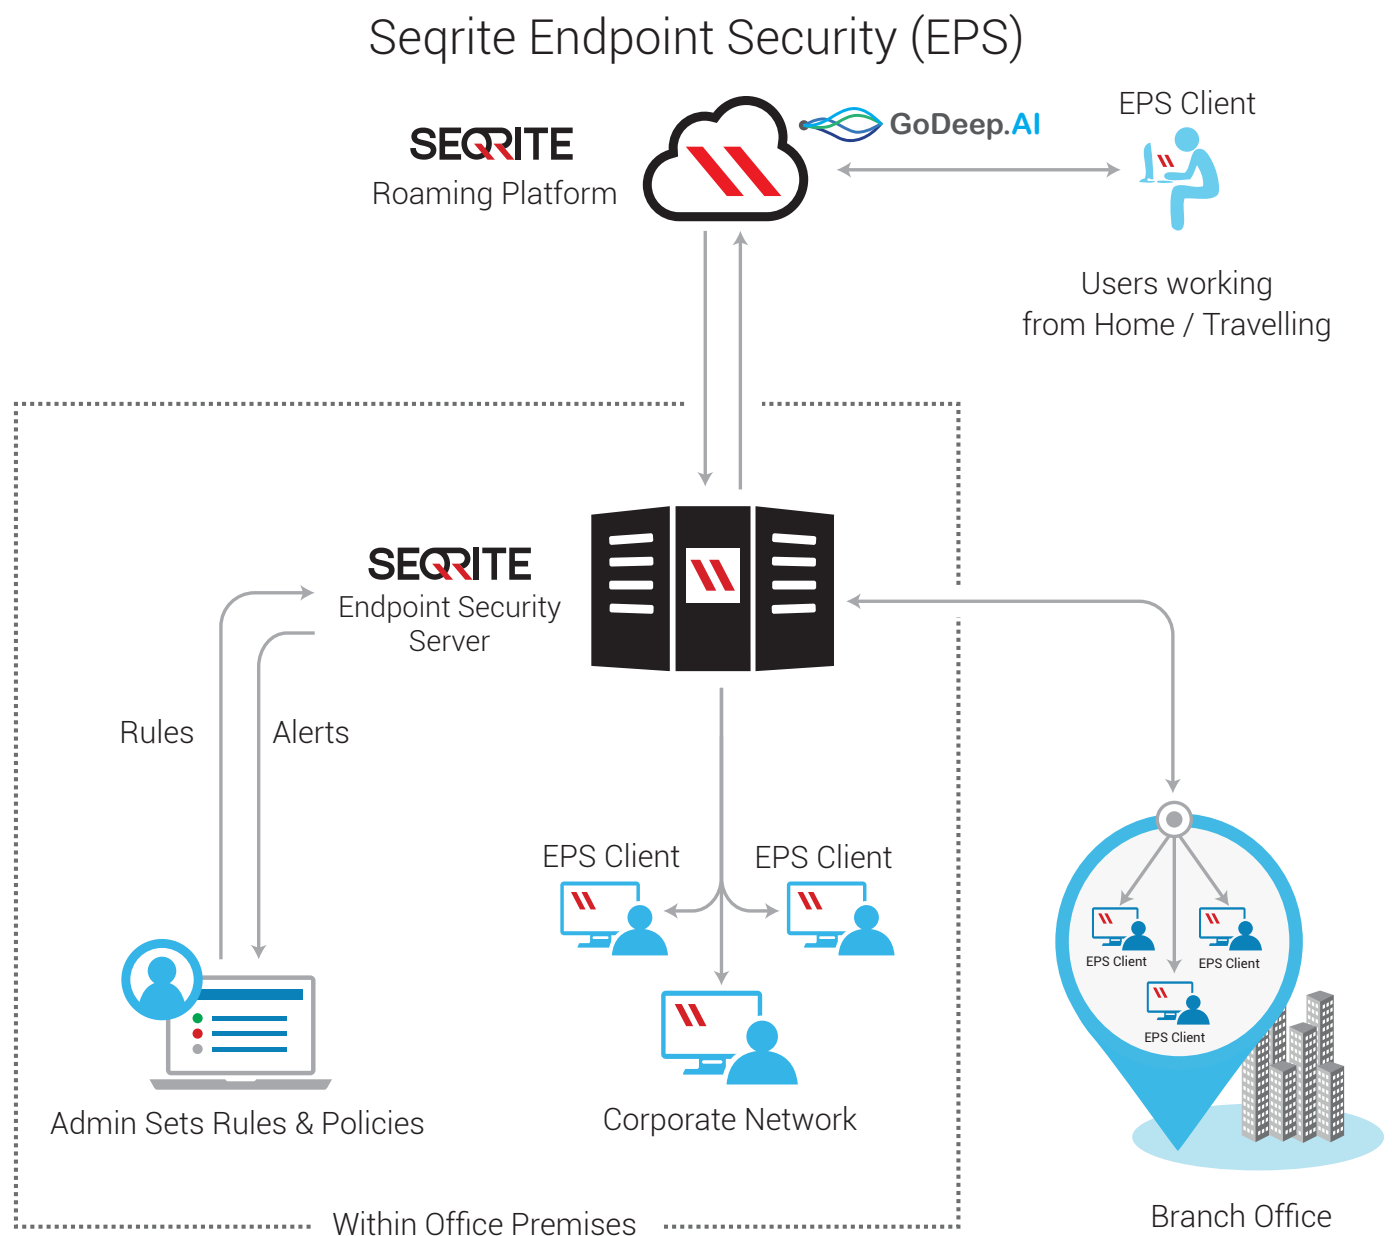 Seqrite Endpoint Security (EPS)
SEQRITE
Roaming Platform
GoDeep.AI
EPS Client
Users working
from Home / Travelling
SEQRITE
Endpoint Security
Server
Rules
Alerts
EPS Client
EPS Client
EPS Client
EPS Client
EPS Client
Admin Sets Rules & Policies
Corporate Network
Within Office Premises
Branch Office